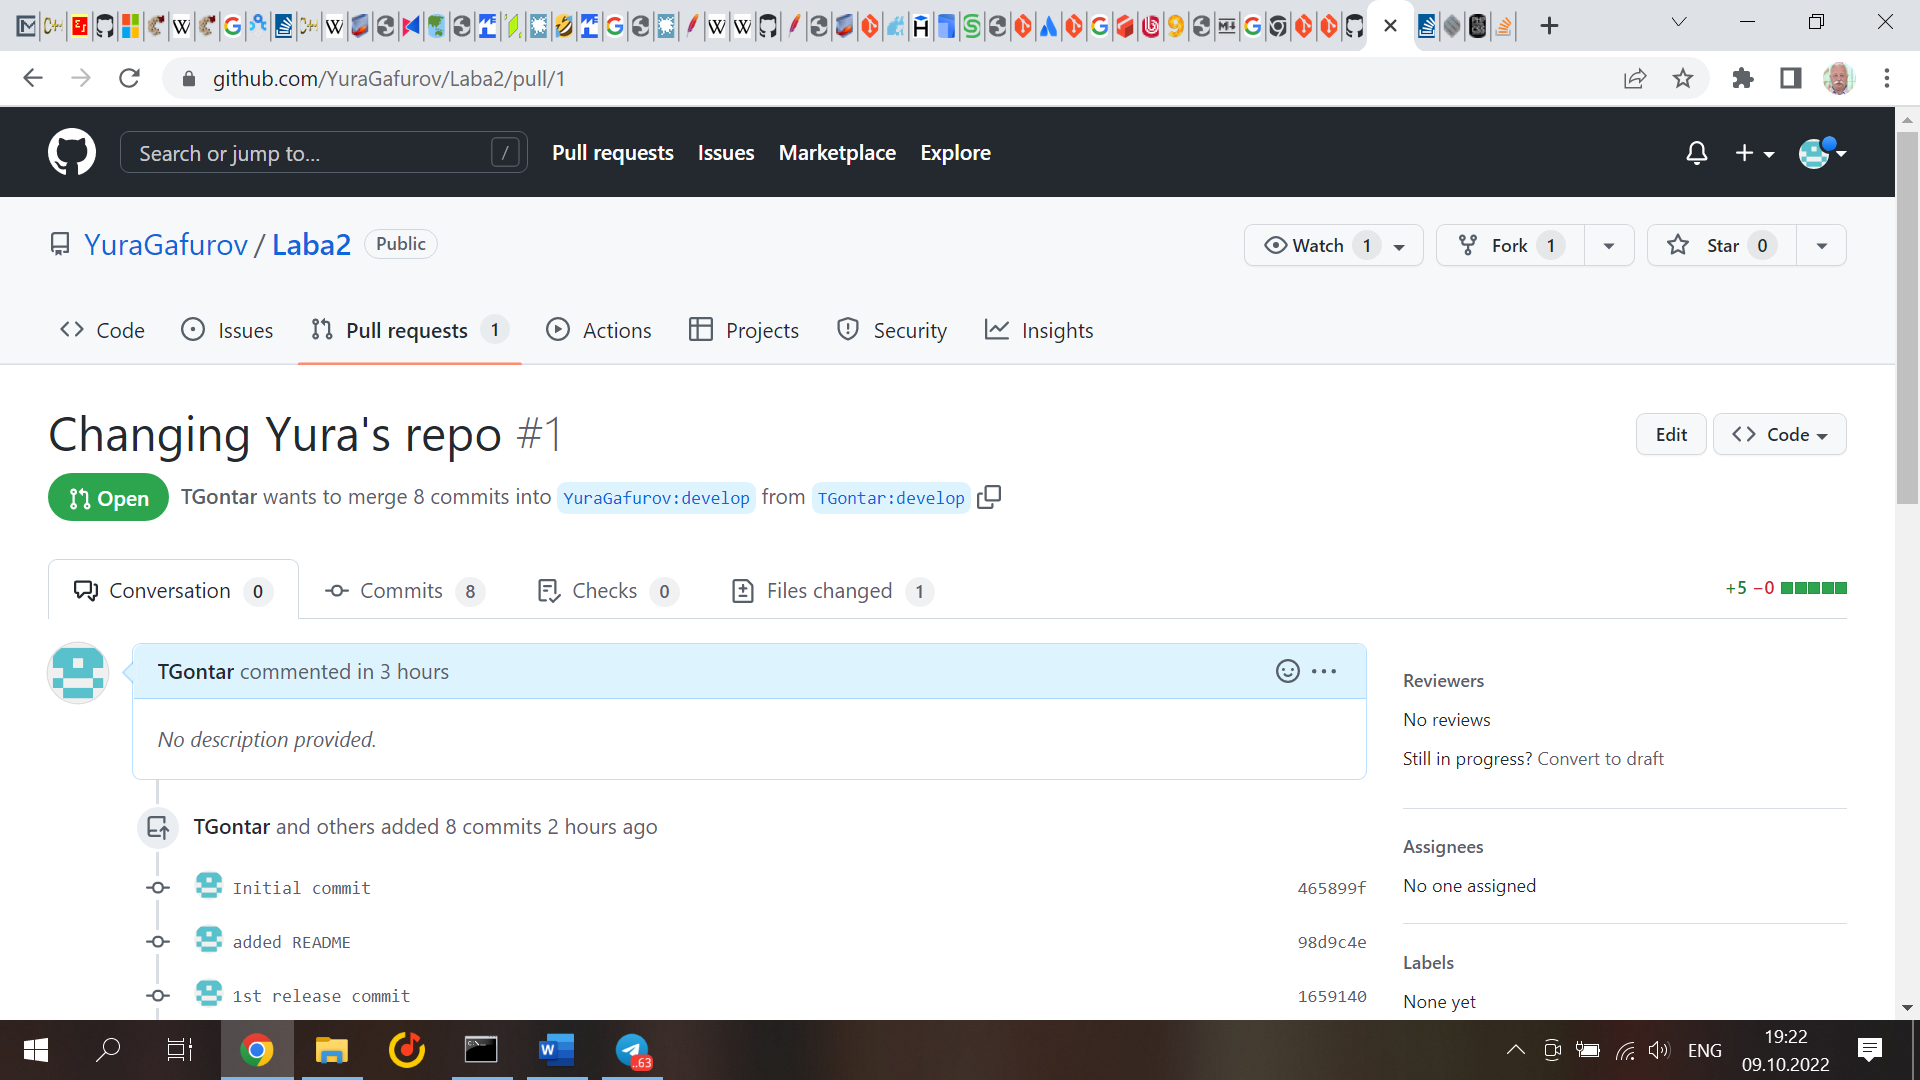 github.com/YuraGafurov/Laba2/pull/1
Search or jump to... /
Pull requests Issues Marketplace Explore
YuraGafurov / Laba2 Public
Watch 1 Fork 1 Star 0
Code Issues Pull requests 1 Actions Projects Security Insights
Changing Yura's repo #1
Edit Code
Open TGontar wants to merge 8 commits into YuraGafurov:develop from TGontar:develop
Conversation 0 Commits 8 Checks 0 Files changed 1
+5 −0
TGontar commented in 3 hours
No description provided.
TGontar and others added 8 commits 2 hours ago
Initial commit 465899f
added README 98d9c4e
1st release commit 1659140
Reviewers
No reviews
Still in progress? Convert to draft
Assignees
No one assigned
Labels
None yet
..63
ENG
19:22
09.10.2022